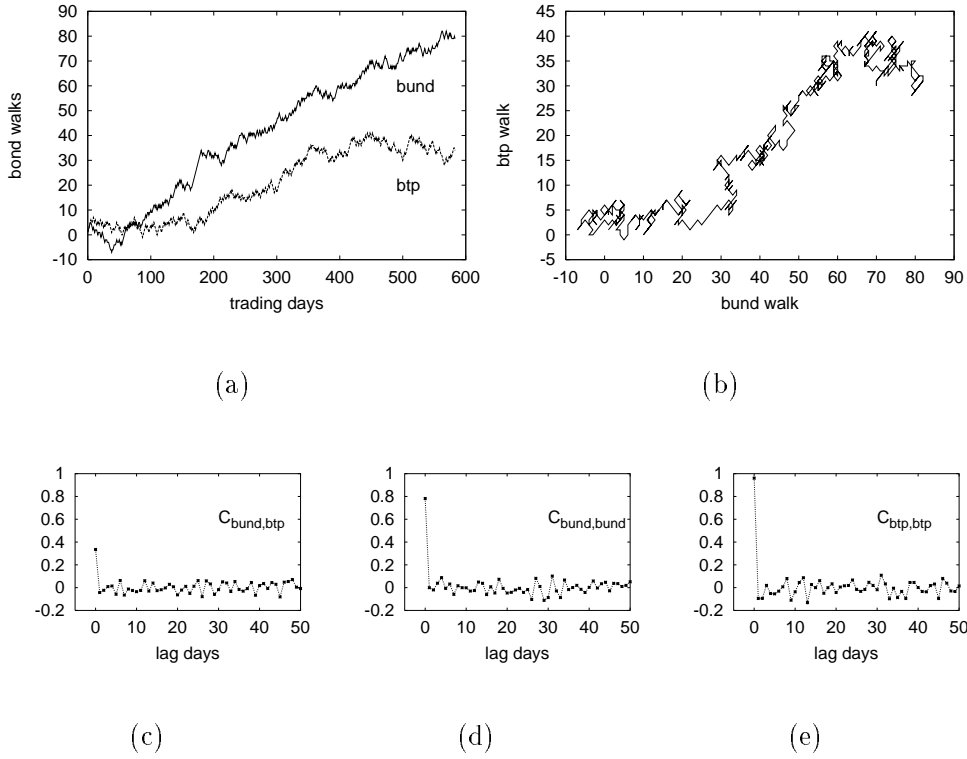 80
70
60
50
40
30
20
10
0
-10
bond walks
bund
btp
0 100 200 300 400 500 600
trading days
(a)
45
40
35
30
25
20
15
10
5
0
-5
btp walk
-10 0 10 20 30 40 50 60 70 80 90
bund walk
(b)
1
0.8
0.6
0.4
0.2
0
-0.2
C bund,btp
0 10 20 30 40 50
lag days
(c)
1
0.8
0.6
0.4
0.2
0
-0.2
C bund,bund
0 10 20 30 40 50
lag days
(d)
1
0.8
0.6
0.4
0.2
0
-0.2
C btp,btp
0 10 20 30 40 50
lag days
(e)
90